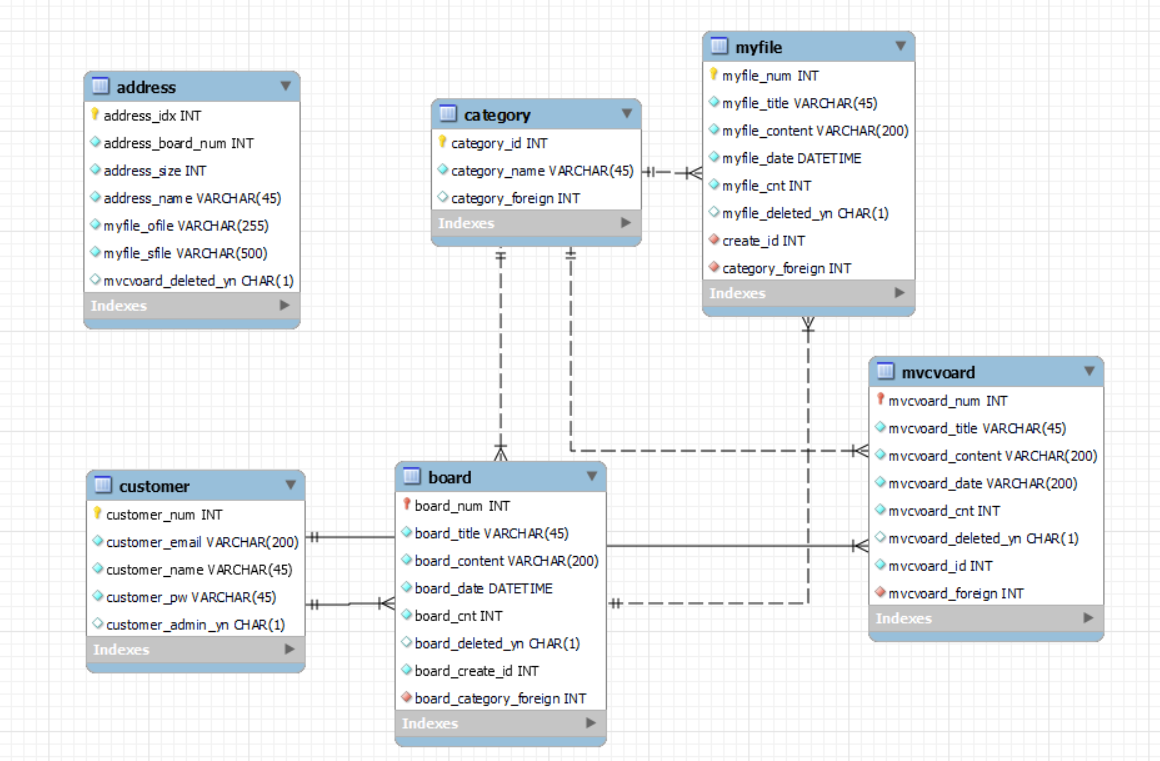 address
address_idx INT
address_board_num INT
address_size INT
address_name VARCHAR(45)
myfile_ofile VARCHAR(255)
myfile_sfile VARCHAR(500)
mvcvoard_deleted_yn CHAR(1)
Indexes
category
category_id INT
category_name VARCHAR(45)
category_foreign INT
Indexes
myfile
myfile_num INT
myfile_title VARCHAR(45)
myfile_content VARCHAR(200)
myfile_date DATETIME
myfile_cnt INT
myfile_deleted_yn CHAR(1)
create_id INT
category_foreign INT
Indexes
customer
customer_num INT
customer_email VARCHAR(200)
customer_name VARCHAR(45)
customer_pw VARCHAR(45)
customer_admin_yn CHAR(1)
Indexes
board
board_num INT
board_title VARCHAR(45)
board_content VARCHAR(200)
board_date DATETIME
board_cnt INT
board_deleted_yn CHAR(1)
board_create_id INT
board_category_foreign INT
Indexes
mvcvoard
mvcvoard_num INT
mvcvoard_title VARCHAR(45)
mvcvoard_content VARCHAR(200)
mvcvoard_date VARCHAR(200)
mvcvoard_cnt INT
mvcvoard_deleted_yn CHAR(1)
mvcvoard_id INT
mvcvoard_foreign INT
Indexes